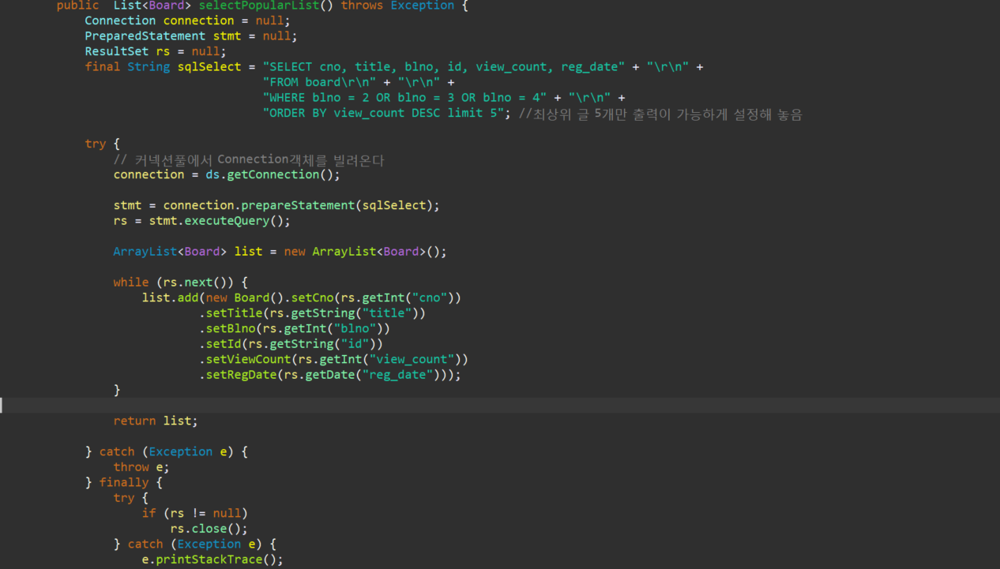 public  List<Board> selectPopularList() throws Exception {
Connection connection = null;
PreparedStatement stmt = null;
ResultSet rs = null;
final String sqlSelect = "SELECT cno, title, blno, id, view_count, reg_date" + "\r\n" +
"FROM board\r\n" + "\r\n" +
"WHERE blno = 2 OR blno = 3 OR blno = 4" + "\r\n" +
"ORDER BY view_count DESC limit 5"; //최상위 글 5개만 출력이 가능하게 설정해 놓음
try {
// 커넥션풀에서 Connection객체를 빌려온다
connection = ds.getConnection();
stmt = connection.prepareStatement(sqlSelect);
rs = stmt.executeQuery();
ArrayList<Board> list = new ArrayList<Board>();
while (rs.next()) {
list.add(new Board().setCno(rs.getInt("cno"))
.setTitle(rs.getString("title"))
.setBlno(rs.getInt("blno"))
.setId(rs.getString("id"))
.setViewCount(rs.getInt("view_count"))
.setRegDate(rs.getDate("reg_date")));
}
return list;
} catch (Exception e) {
throw e;
} finally {
try {
if (rs != null)
rs.close();
} catch (Exception e) {
e.printStackTrace();